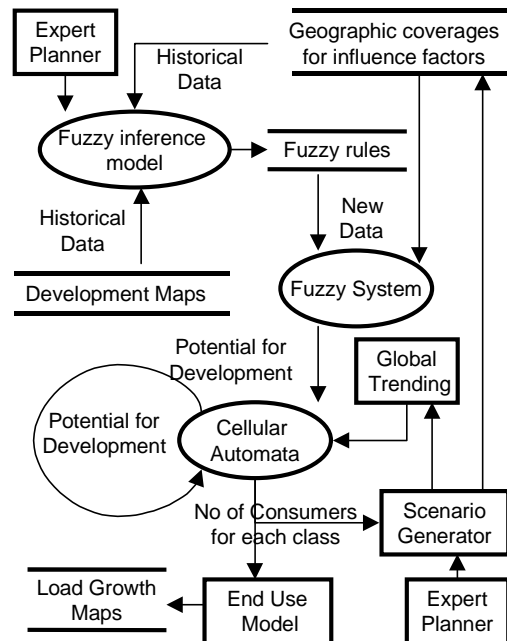 Expert
Planner
Historical
Data
Geographic coverages
for influence factors
Fuzzy inference
model
Fuzzy rules
Historical
Data
New
Data
Development Maps
Fuzzy System
Potential for
Development
Global
Trending
Potential for
Development
Cellular
Automata
No of Consumers
for each class
Scenario
Generator
Load Growth
Maps
End Use
Model
Expert
Planner